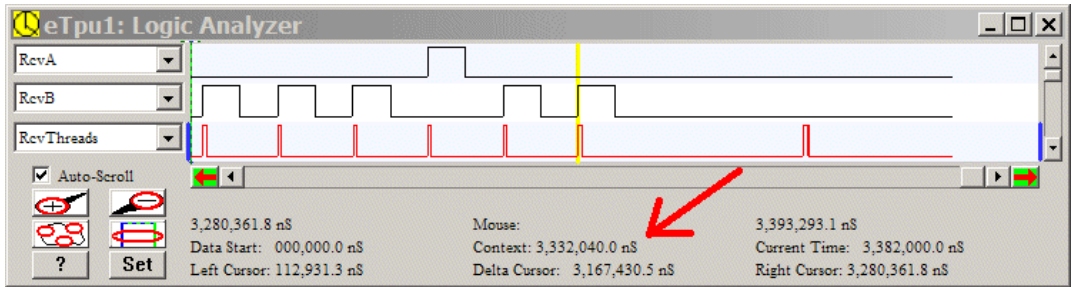 eTpu1: Logic Analyzer
RcvA
RcvB
RcvThreads
Auto-Scroll
3,280,361.8 nS Mouse: 3,393,293.1 nS
Data Start: 000,000.0 nS Context: 3,332,040.0 nS Current Time: 3,382,000.0 nS
? Set Left Cursor: 112,931.3 nS Delta Cursor: 3,167,430.5 nS Right Cursor: 3,280,361.8 nS